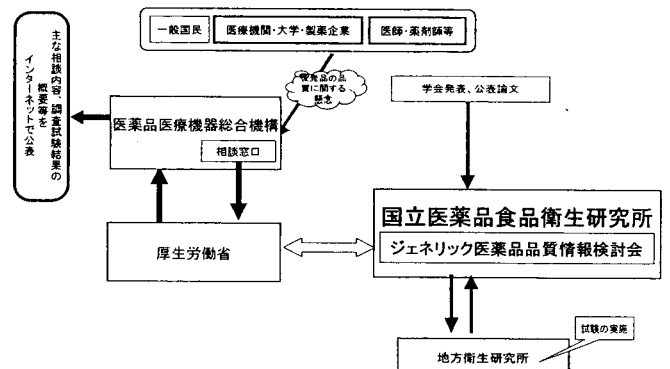 一般国民
医療機関・大学・製薬企業
医師・薬剤師等
後発品の品
質に関する
懸念
学会発表、公表論文
主な相談内容、調査試験結果の
概要等を
インターネットで公表
医薬品医療機器総合機構
相談窓口
国立医薬品食品衛生研究所
ジェネリック医薬品品質情報検討会
厚生労働省
試験の実施
地方衛生研究所